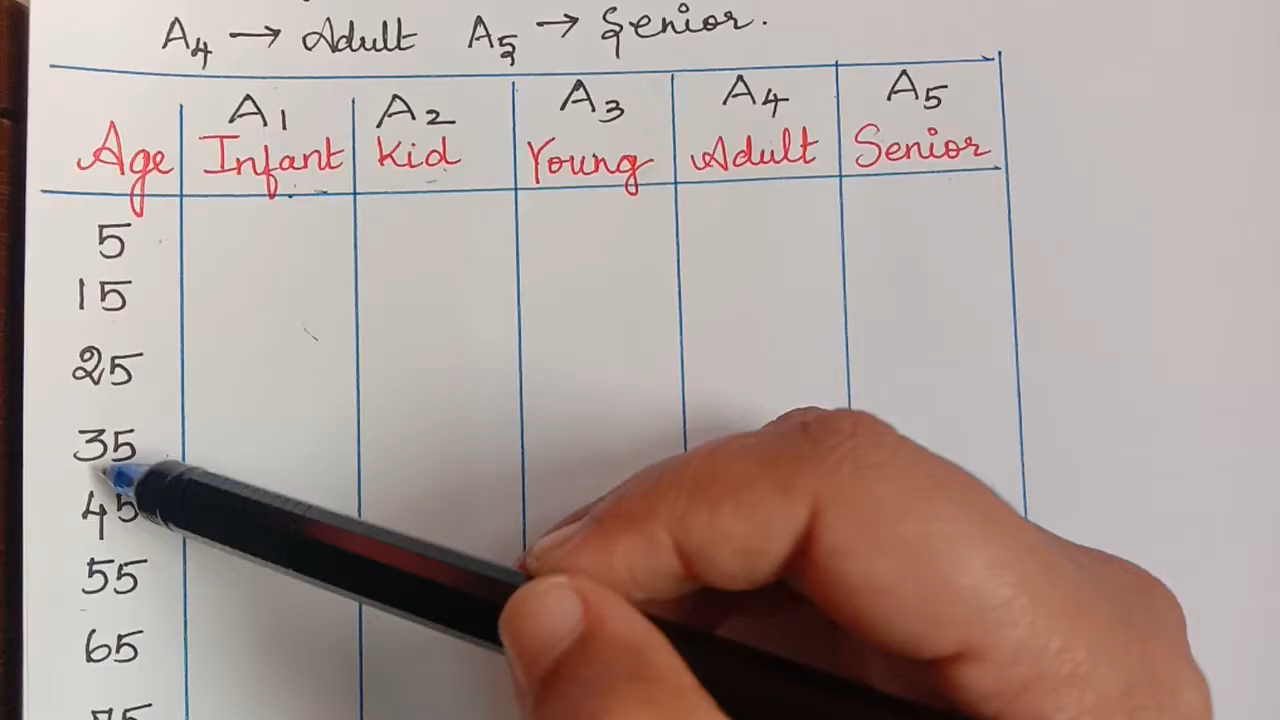 A4 → Adult A5 → Senior.
A1 A2 A3 A4 A5
Age Infant Kid Young Adult Senior
5
15
25
35
45
55
65
75